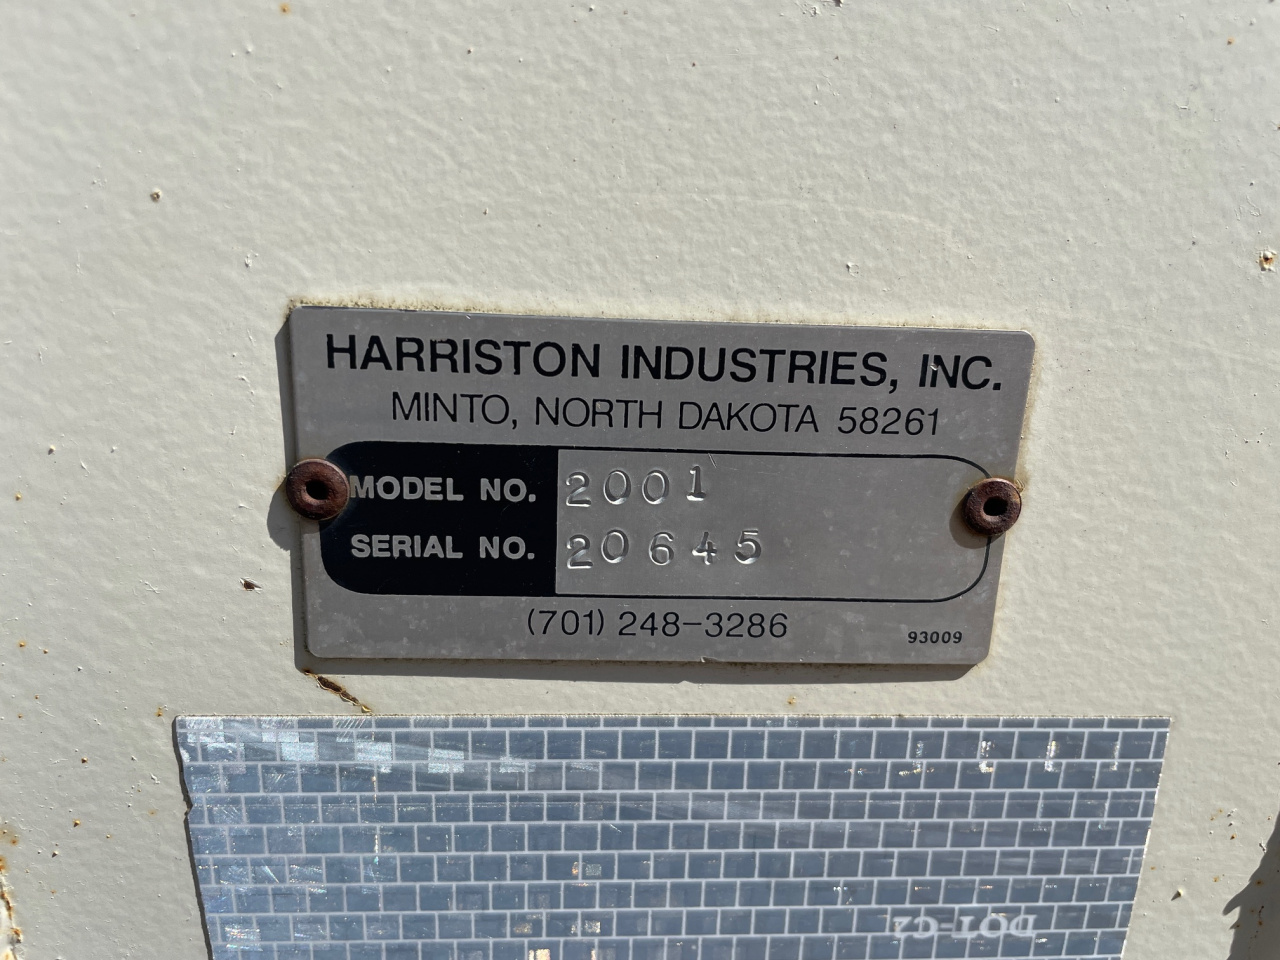 HARRISTON INDUSTRIES, INC.
MINTO, NORTH DAKOTA 58261
MODEL NO. 2001
SERIAL NO. 20645
(701) 248-3286
93009
DOT-C2